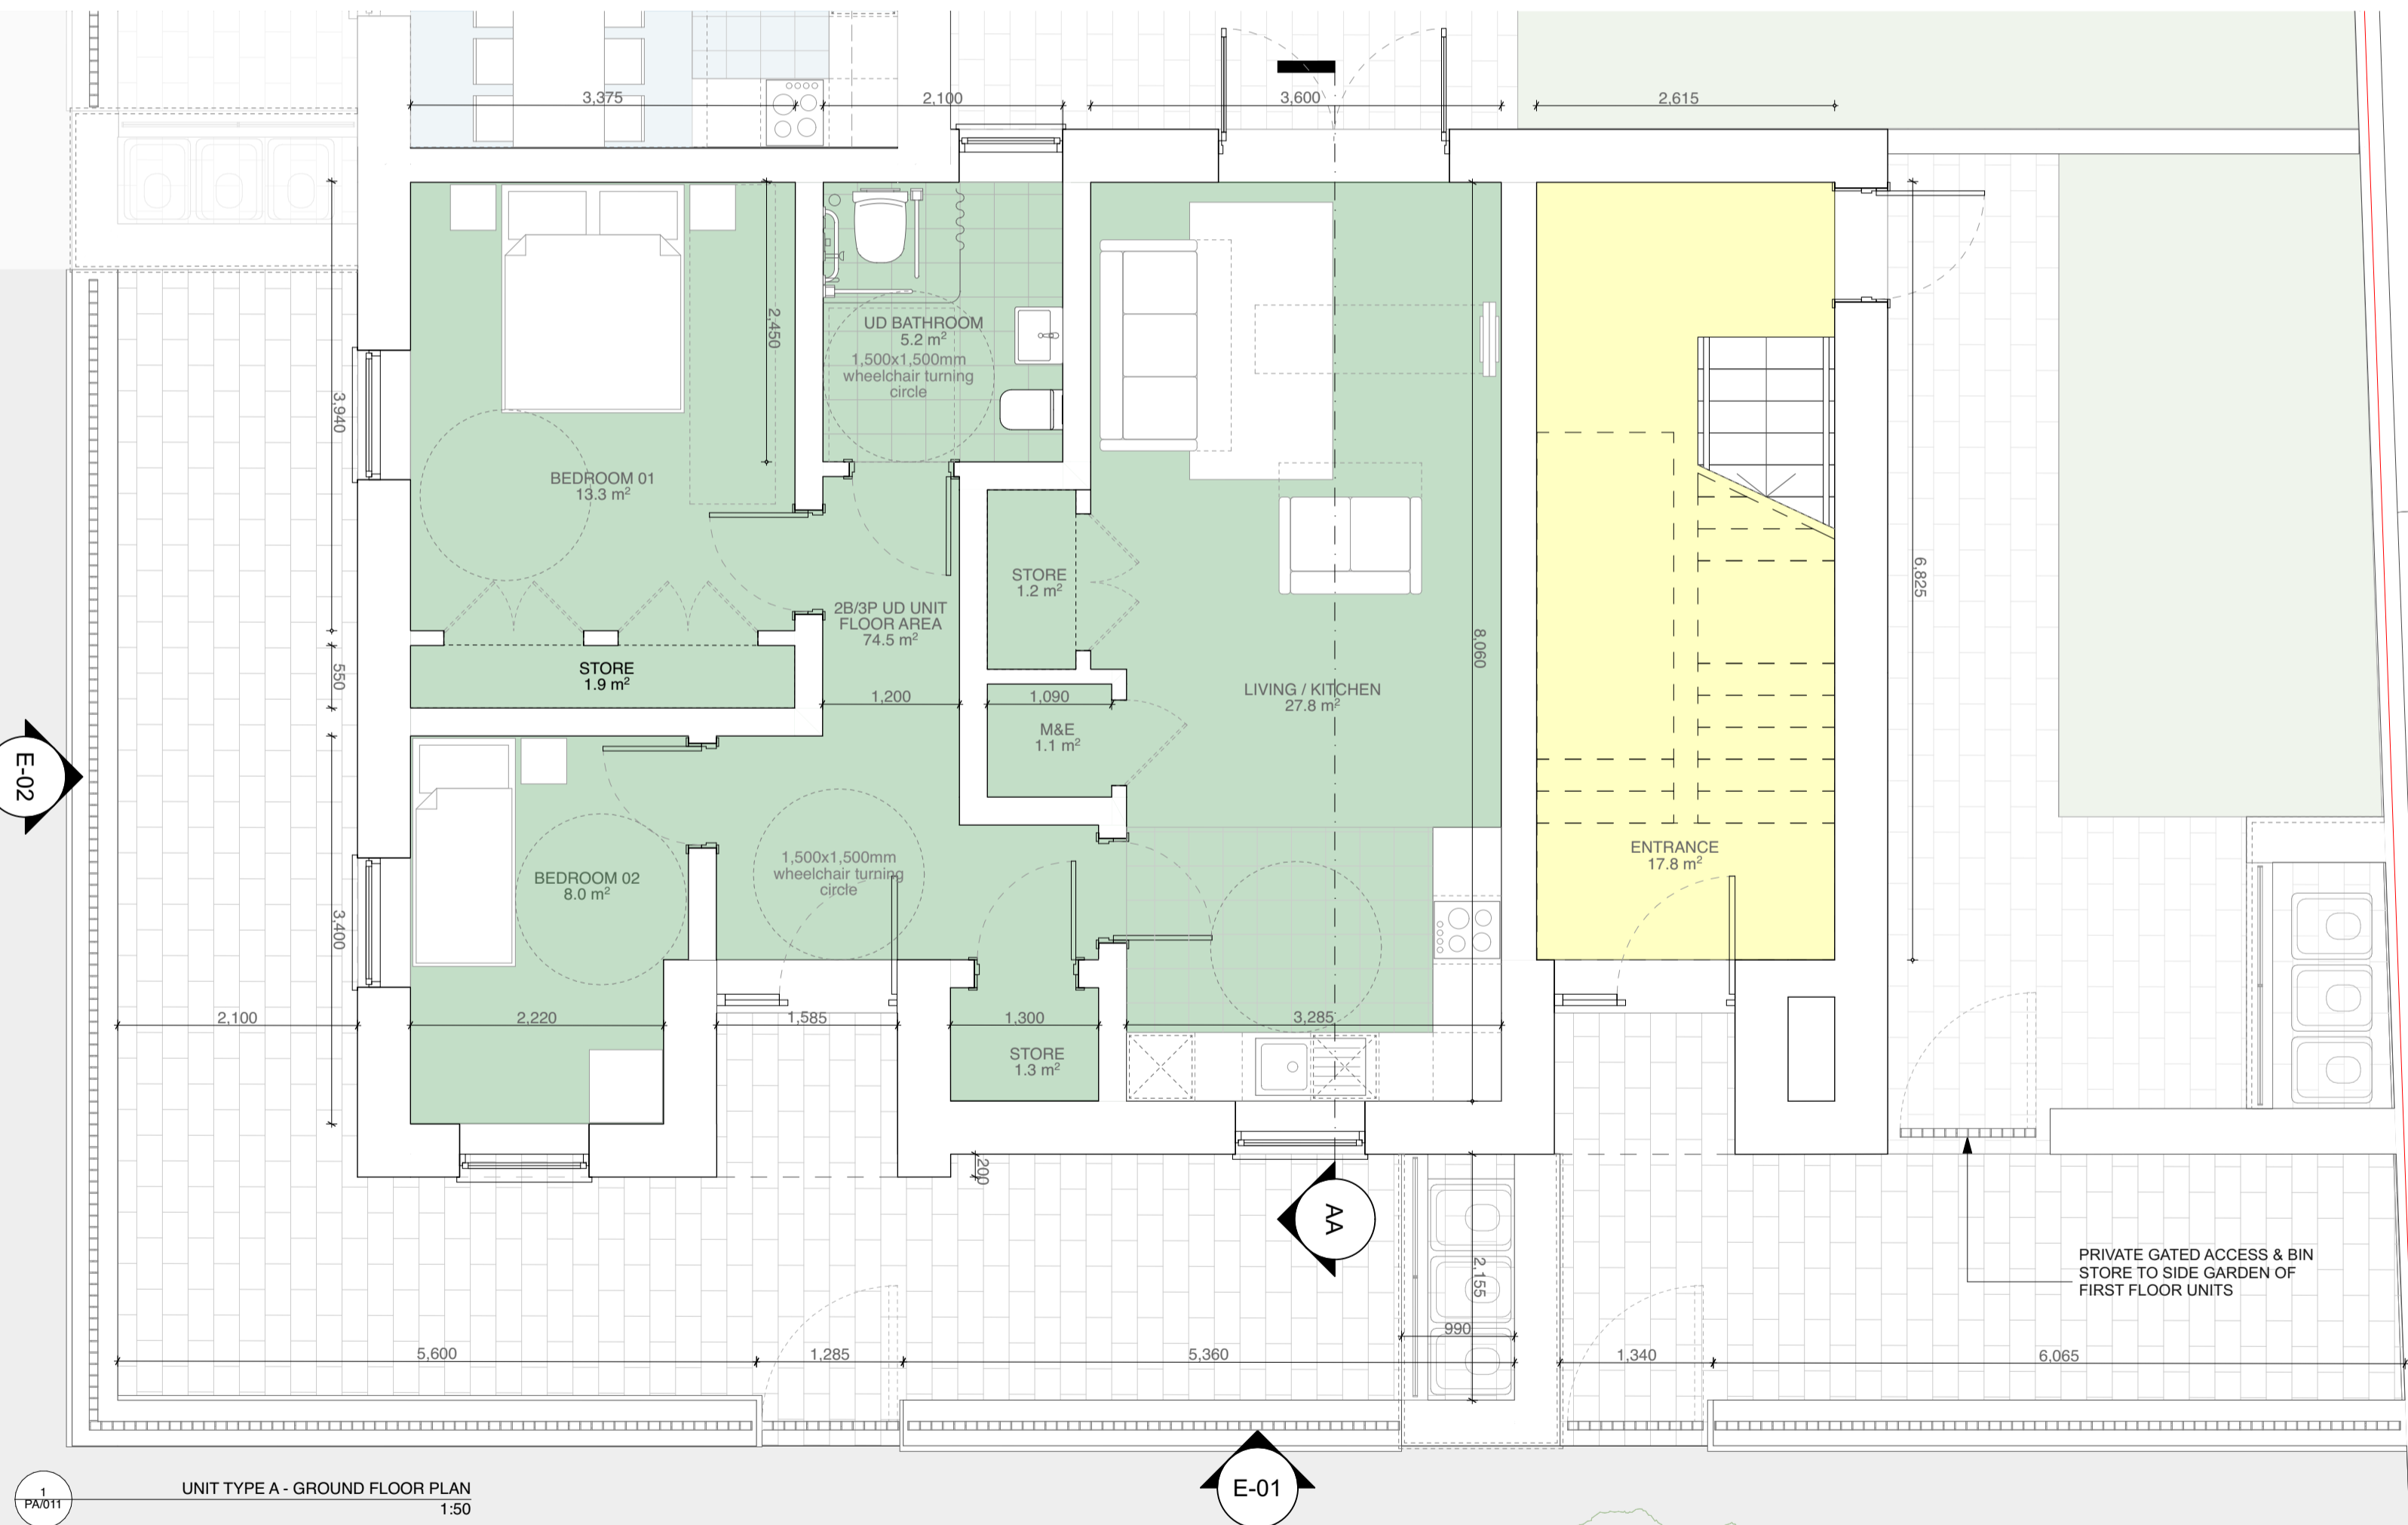 3,375
2,100
3,600
2,615
2,450
UD BATHROOM
5.2 m²
1,500x1,500mm
wheelchair turning
circle
3,940
BEDROOM 01
13.3 m²
STORE
1.2 m²
6,825
2B/3P UD UNIT
FLOOR AREA
74.5 m²
8,060
STORE
1.9 m²
550
1,200
1,090
LIVING / KITCHEN
27.8 m²
M&E
1.1 m²
E-02
ENTRANCE
17.8 m²
1,500x1,500mm
wheelchair turning
circle
BEDROOM 02
8.0 m²
3,400
2,100
2,220
1,585
1,300
3,285
STORE
1.3 m²
200
AA
2,155
PRIVATE GATED ACCESS & BIN
STORE TO SIDE GARDEN OF
FIRST FLOOR UNITS
990
5,600
1,285
5,360
1,340
6,065
1
PA/011
UNIT TYPE A - GROUND FLOOR PLAN
1:50
E-01